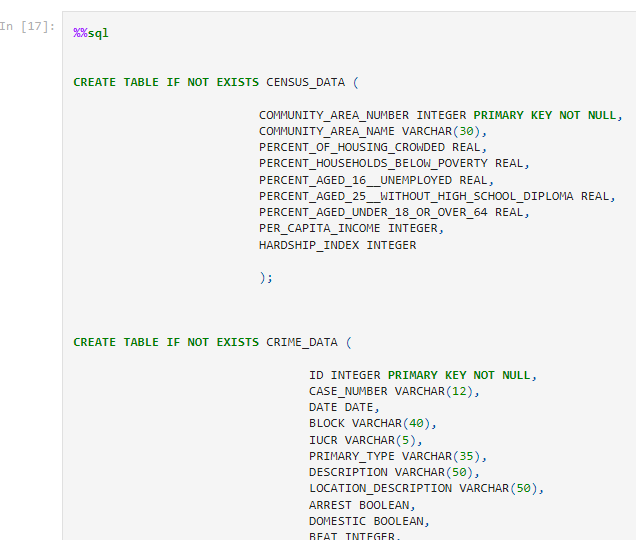 In [17]:
%%sql
CREATE TABLE IF NOT EXISTS CENSUS_DATA (
COMMUNITY_AREA_NUMBER INTEGER PRIMARY KEY NOT NULL,
COMMUNITY_AREA_NAME VARCHAR(30),
PERCENT_OF_HOUSING_CROWDED REAL,
PERCENT_HOUSEHOLDS_BELOW_POVERTY REAL,
PERCENT_AGED_16__UNEMPLOYED REAL,
PERCENT_AGED_25__WITHOUT_HIGH_SCHOOL_DIPLOMA REAL,
PERCENT_AGED_UNDER_18_OR_OVER_64 REAL,
PER_CAPITA_INCOME INTEGER,
HARDSHIP_INDEX INTEGER
);
CREATE TABLE IF NOT EXISTS CRIME_DATA (
ID INTEGER PRIMARY KEY NOT NULL,
CASE_NUMBER VARCHAR(12),
DATE DATE,
BLOCK VARCHAR(40),
IUCR VARCHAR(5),
PRIMARY_TYPE VARCHAR(35),
DESCRIPTION VARCHAR(50),
LOCATION_DESCRIPTION VARCHAR(50),
ARREST BOOLEAN,
DOMESTIC BOOLEAN,
BEAT INTEGER,